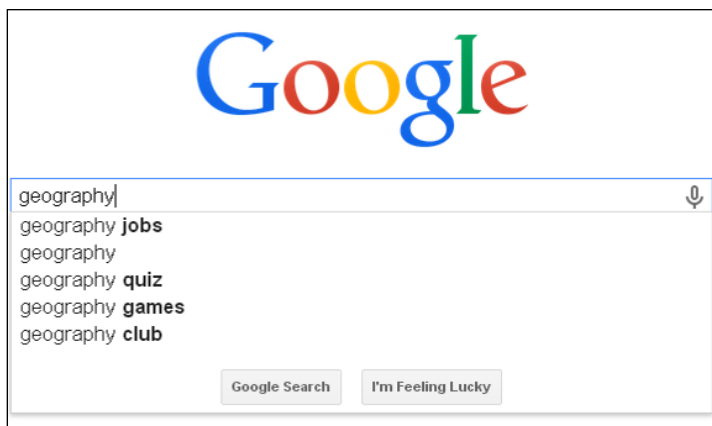 Google
geography
geography jobs
geography
geography quiz
geography games
geography club
Google Search I'm Feeling Lucky